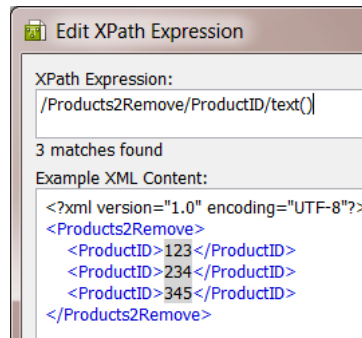 Edit XPath Expression
XPath Expression:
/Products2Remove/ProductID/text()
3 matches found
Example XML Content:
<?xml version="1.0" encoding="UTF-8"?>
<Products2Remove>
<ProductID>123</ProductID>
<ProductID>234</ProductID>
<ProductID>345</ProductID>
</Products2Remove>